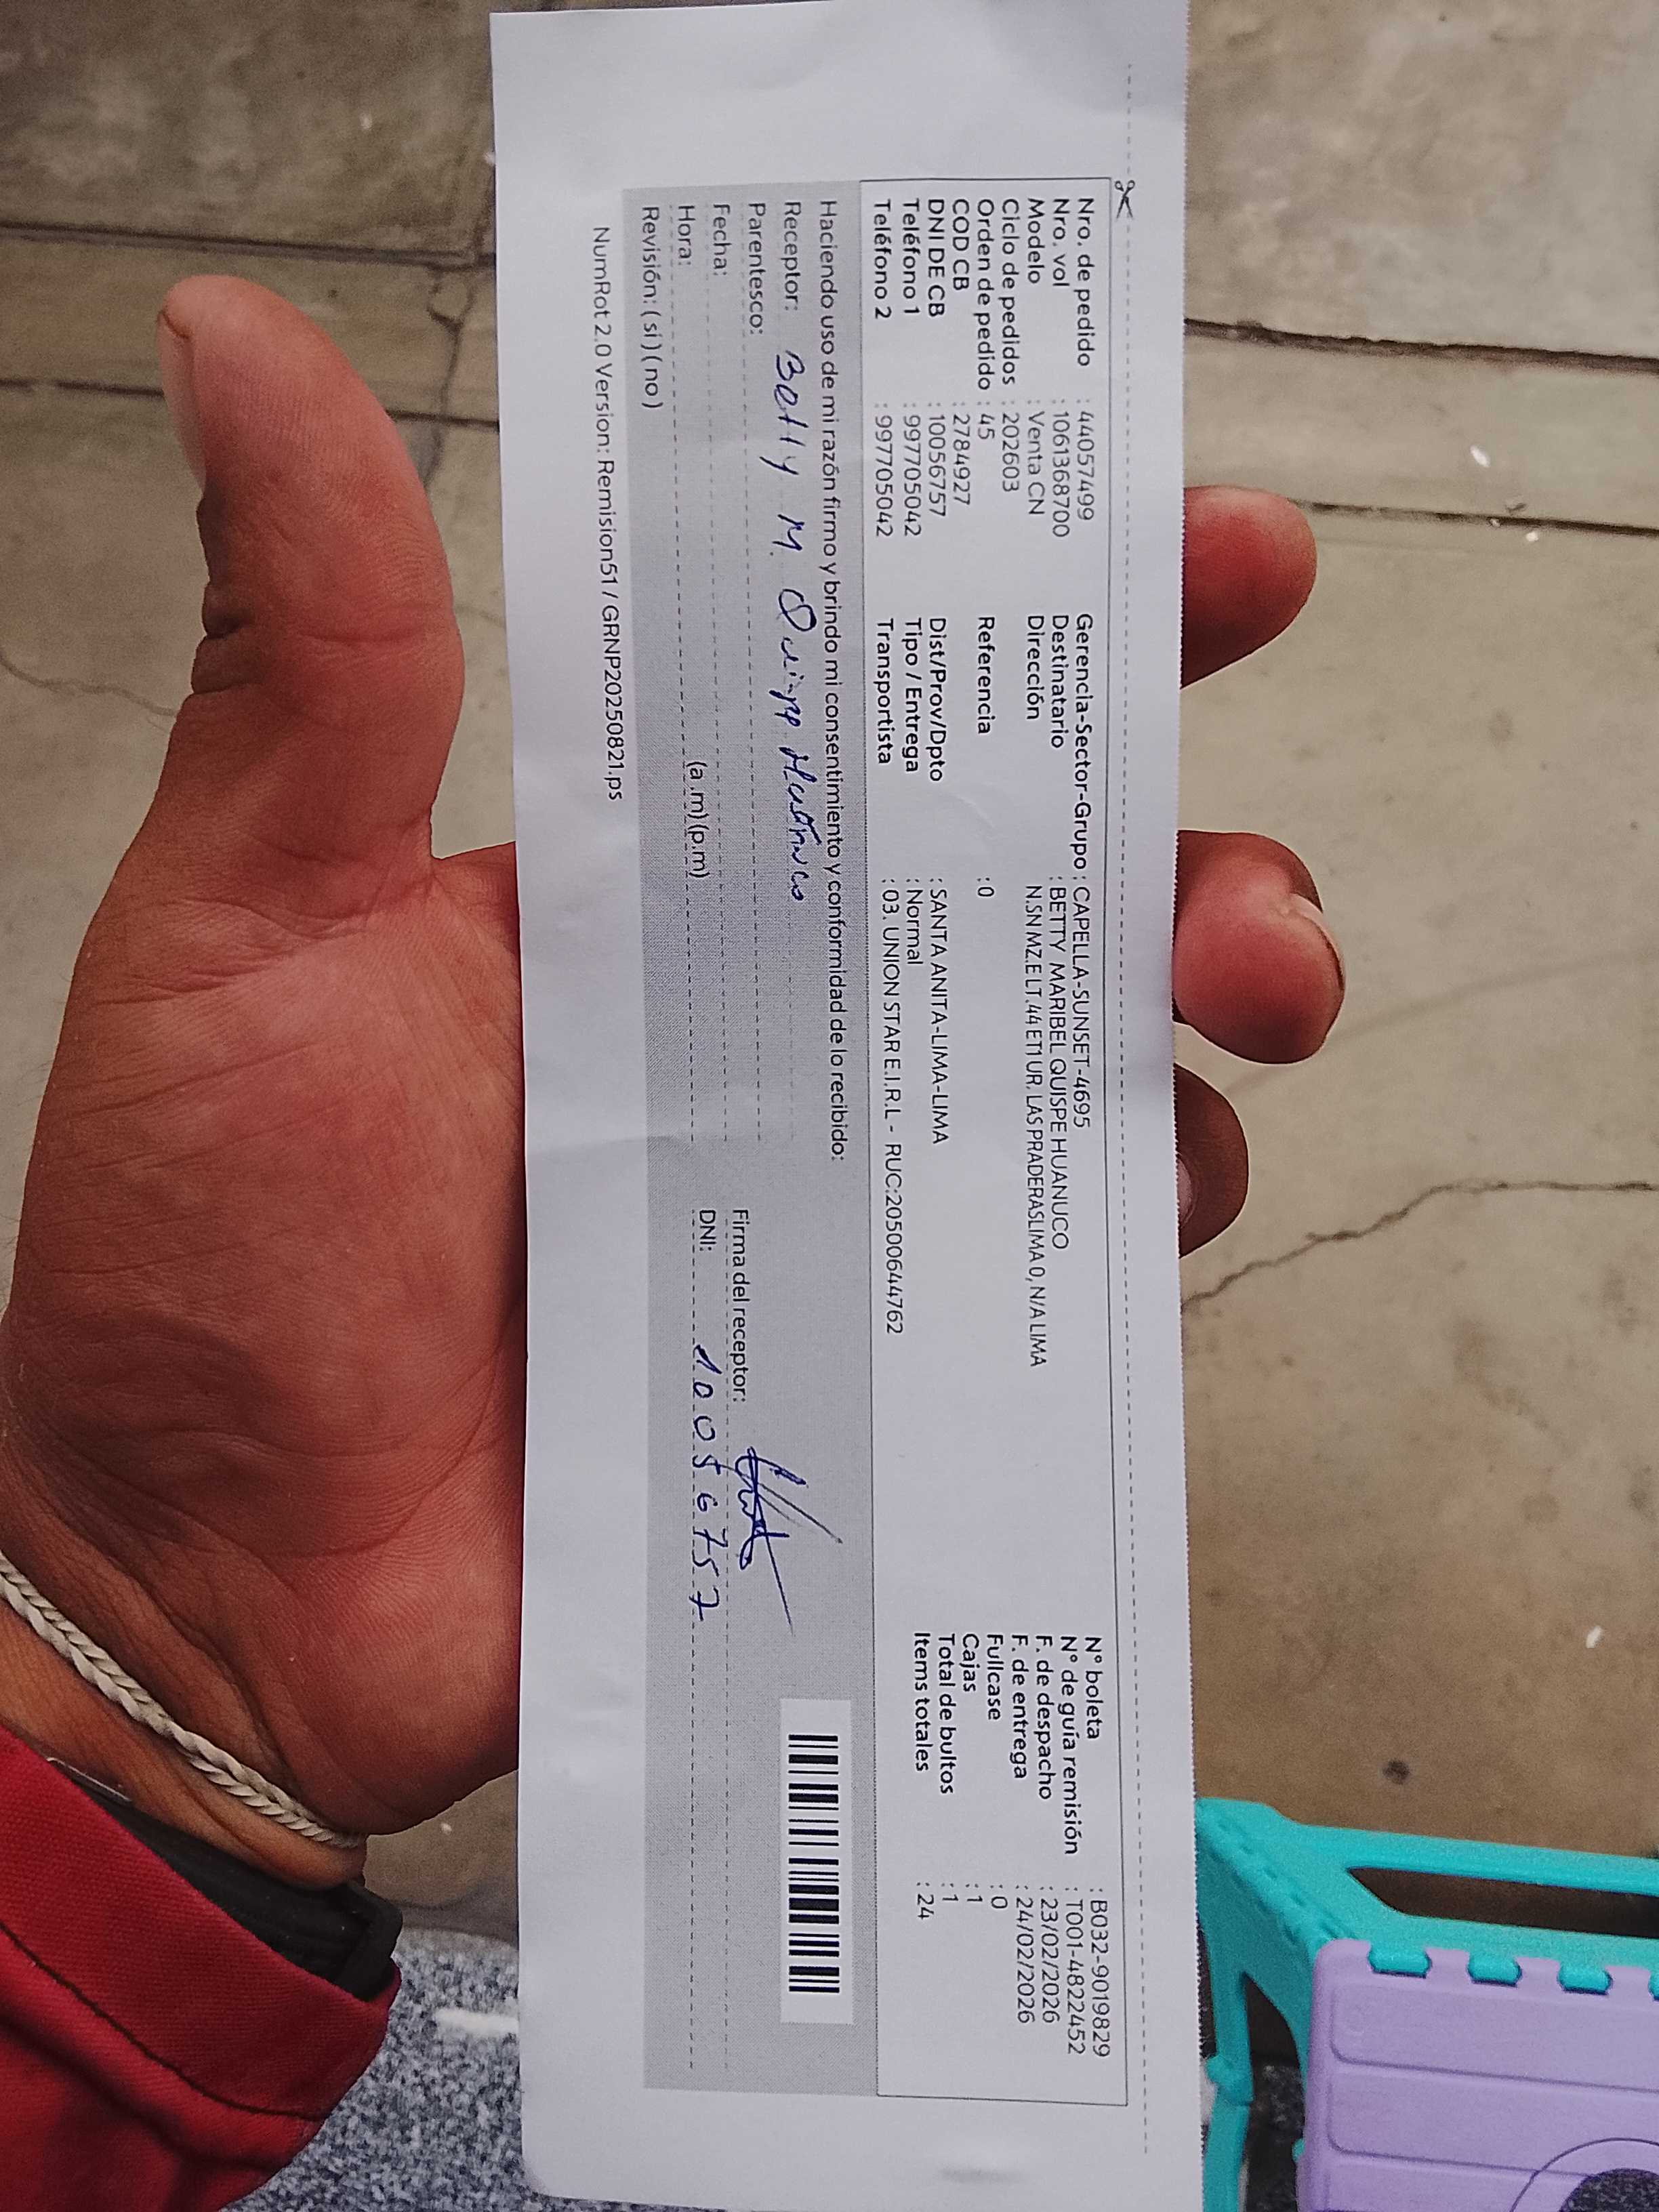 Nro. de pedido : 44057499
Nro. vol : 1061368700
Modelo : Venta CN
Ciclo de pedidos : 202603
Orden de pedido : 45
COD CB : 2784927
DNI DE CB : 10056757
Teléfono 1 : 997705042
Teléfono 2 : 997705042
Gerencia-Sector-Grupo : CAPELLA-SUNSET-4695
Destinatario : BETTY MARIBEL QUISPE HUANUCO
Dirección N.SN MZ.E LT.44 ET1 UR. LAS PRADERASLIMA 0, N/A LIMA
Referencia : 0
Dist/Prov/Dpto : SANTA ANITA-LIMA-LIMA
Tipo / Entrega : Normal
Transportista : 03. UNION STAR E.I.R.L - RUC:20500644762
N° boleta : B032-90198829
N° de guía remisión : T001-4822452
F. de despacho : 23/02/2026
F. de entrega : 24/02/2026
Fullcase : 0
Cajas : 1
Total de bultos : 1
Items totales : 24
Haciendo uso de mi razón firmo y brindo mi consentimiento y conformidad de lo recibido:
Receptor: Betty M. Quispe Huánuco
Parentesco:
Fecha:
Hora: (a.m)(p.m)
Revisión: (si)(no)
Firma del receptor:
DNI: 10056757
NumRot 2.0 Version: Remision51 / GRNP20250821.ps